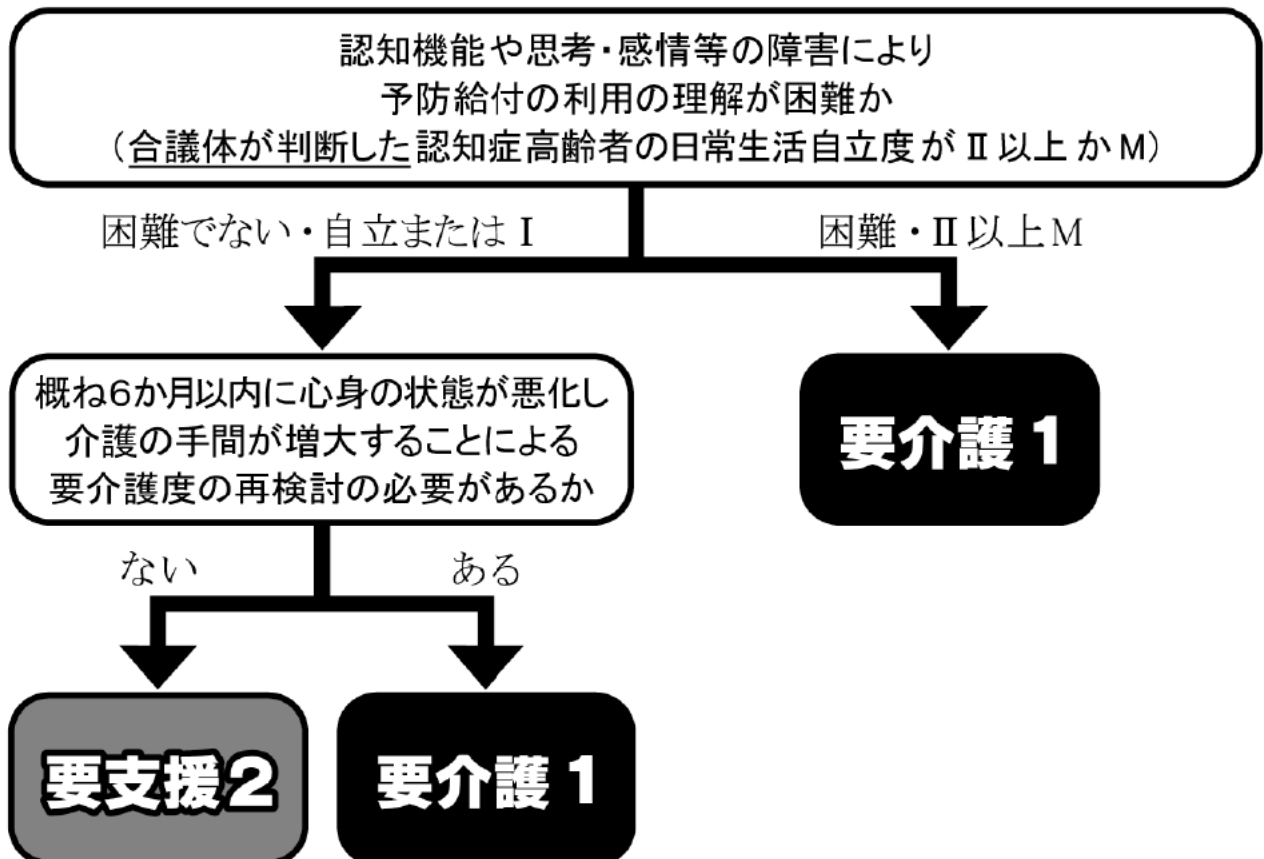 認知機能や思考・感情等の障害により
予防給付の利用の理解が困難か
（合議体が判断した認知症高齢者の日常生活自立度がⅡ以上かM）
困難でない・自立またはⅠ
困難・Ⅱ以上M
概ね6か月以内に心身の状態が悪化し
介護の手間が増大することによる
要介護度の再検討の必要があるか
要介護1
ない
ある
要支援2
要介護1